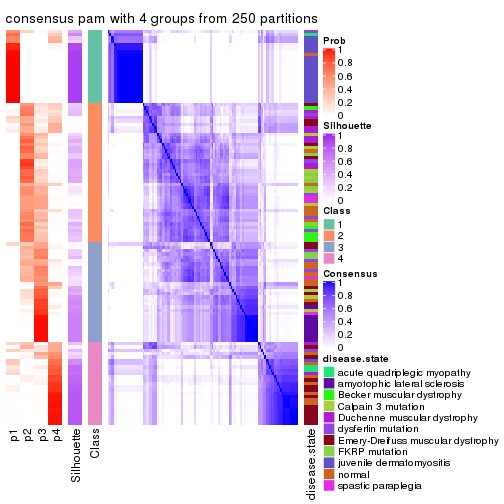 consensus pam with 4 groups from 250 partitions
Prob
1
0.8
0.6
0.4
0.2
0
Silhouette
1
0.8
0.6
0.4
0.2
0
Class
1
2
3
4
Consensus
1
0.8
0.6
0.4
0.2
0
disease.state
acute quadriplegic myopathy
amyotophic lateral sclerosis
Becker muscular dystrophy
Calpain 3 mutation
Duchenne muscular dystrophy
dysferlin mutation
Emery-Dreifuss muscular dystrophy
FKRP mutation
juvenile dermatomyositis
normal
spastic paraplegia
p1
p2
p3
p4
Silhouette
Class
disease.state